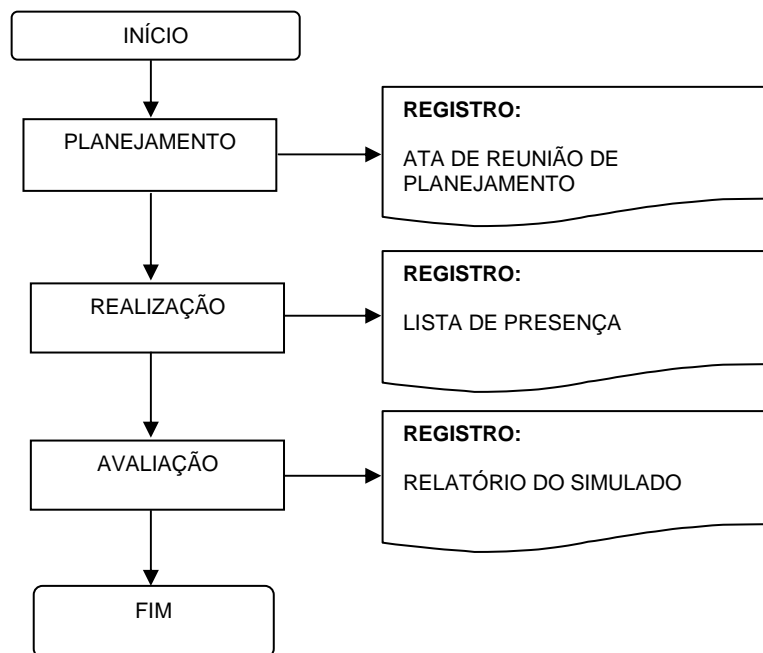 INÍCIO
PLANEJAMENTO
REGISTRO:
ATA DE REUNIÃO DE
PLANEJAMENTO
REALIZAÇÃO
REGISTRO:
LISTA DE PRESENÇA
AVALIAÇÃO
REGISTRO:
RELATÓRIO DO SIMULADO
FIM